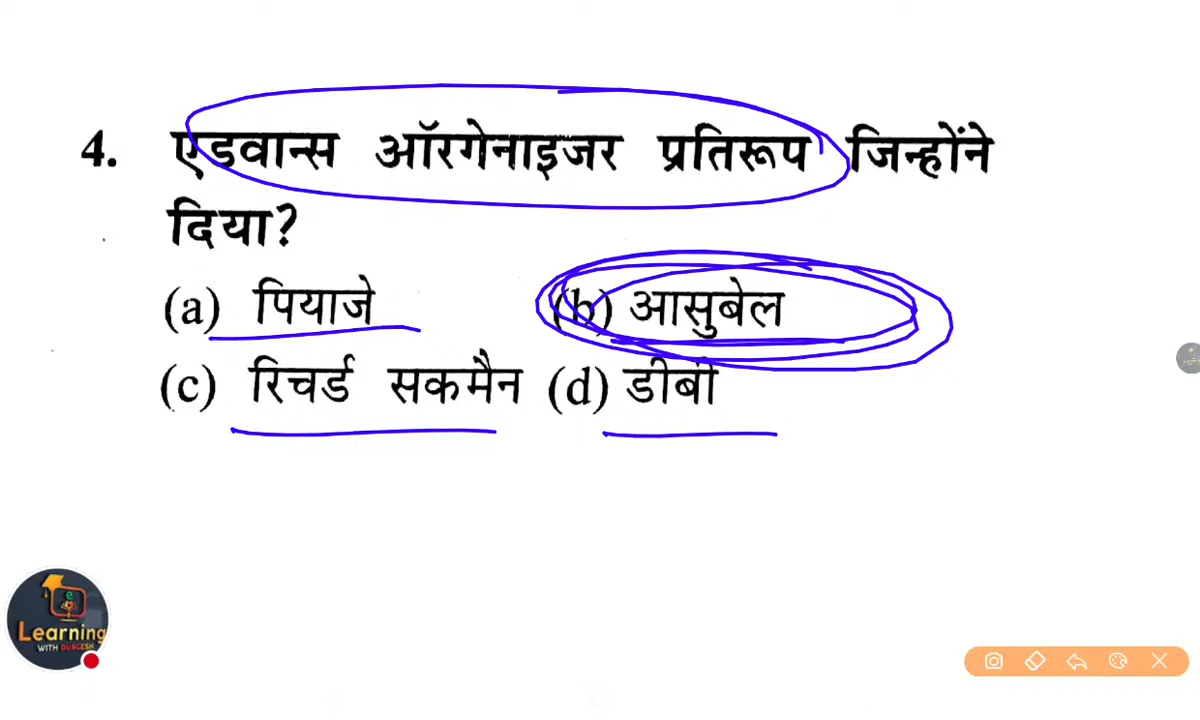 4. एडवान्स ऑरगेनाइजर प्रतिरूप जिन्होंने
दिया?
(a) पियाजे (b) आसुबेल
(c) रिचर्ड सकमैन (d) डीबी
e
Learning
WITH DURGESH